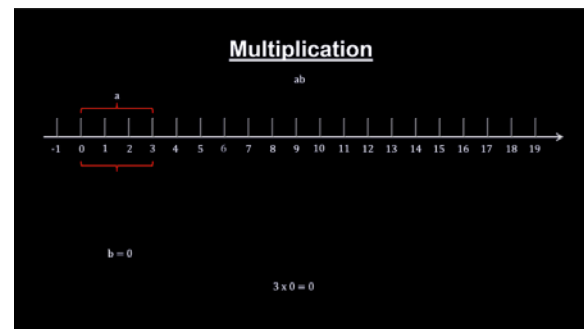 Multiplication
ab
a
-1 0 1 2 3 4 5 6 7 8 9 10 11 12 13 14 15 16 17 18 19
b = 0
3 x 0 = 0